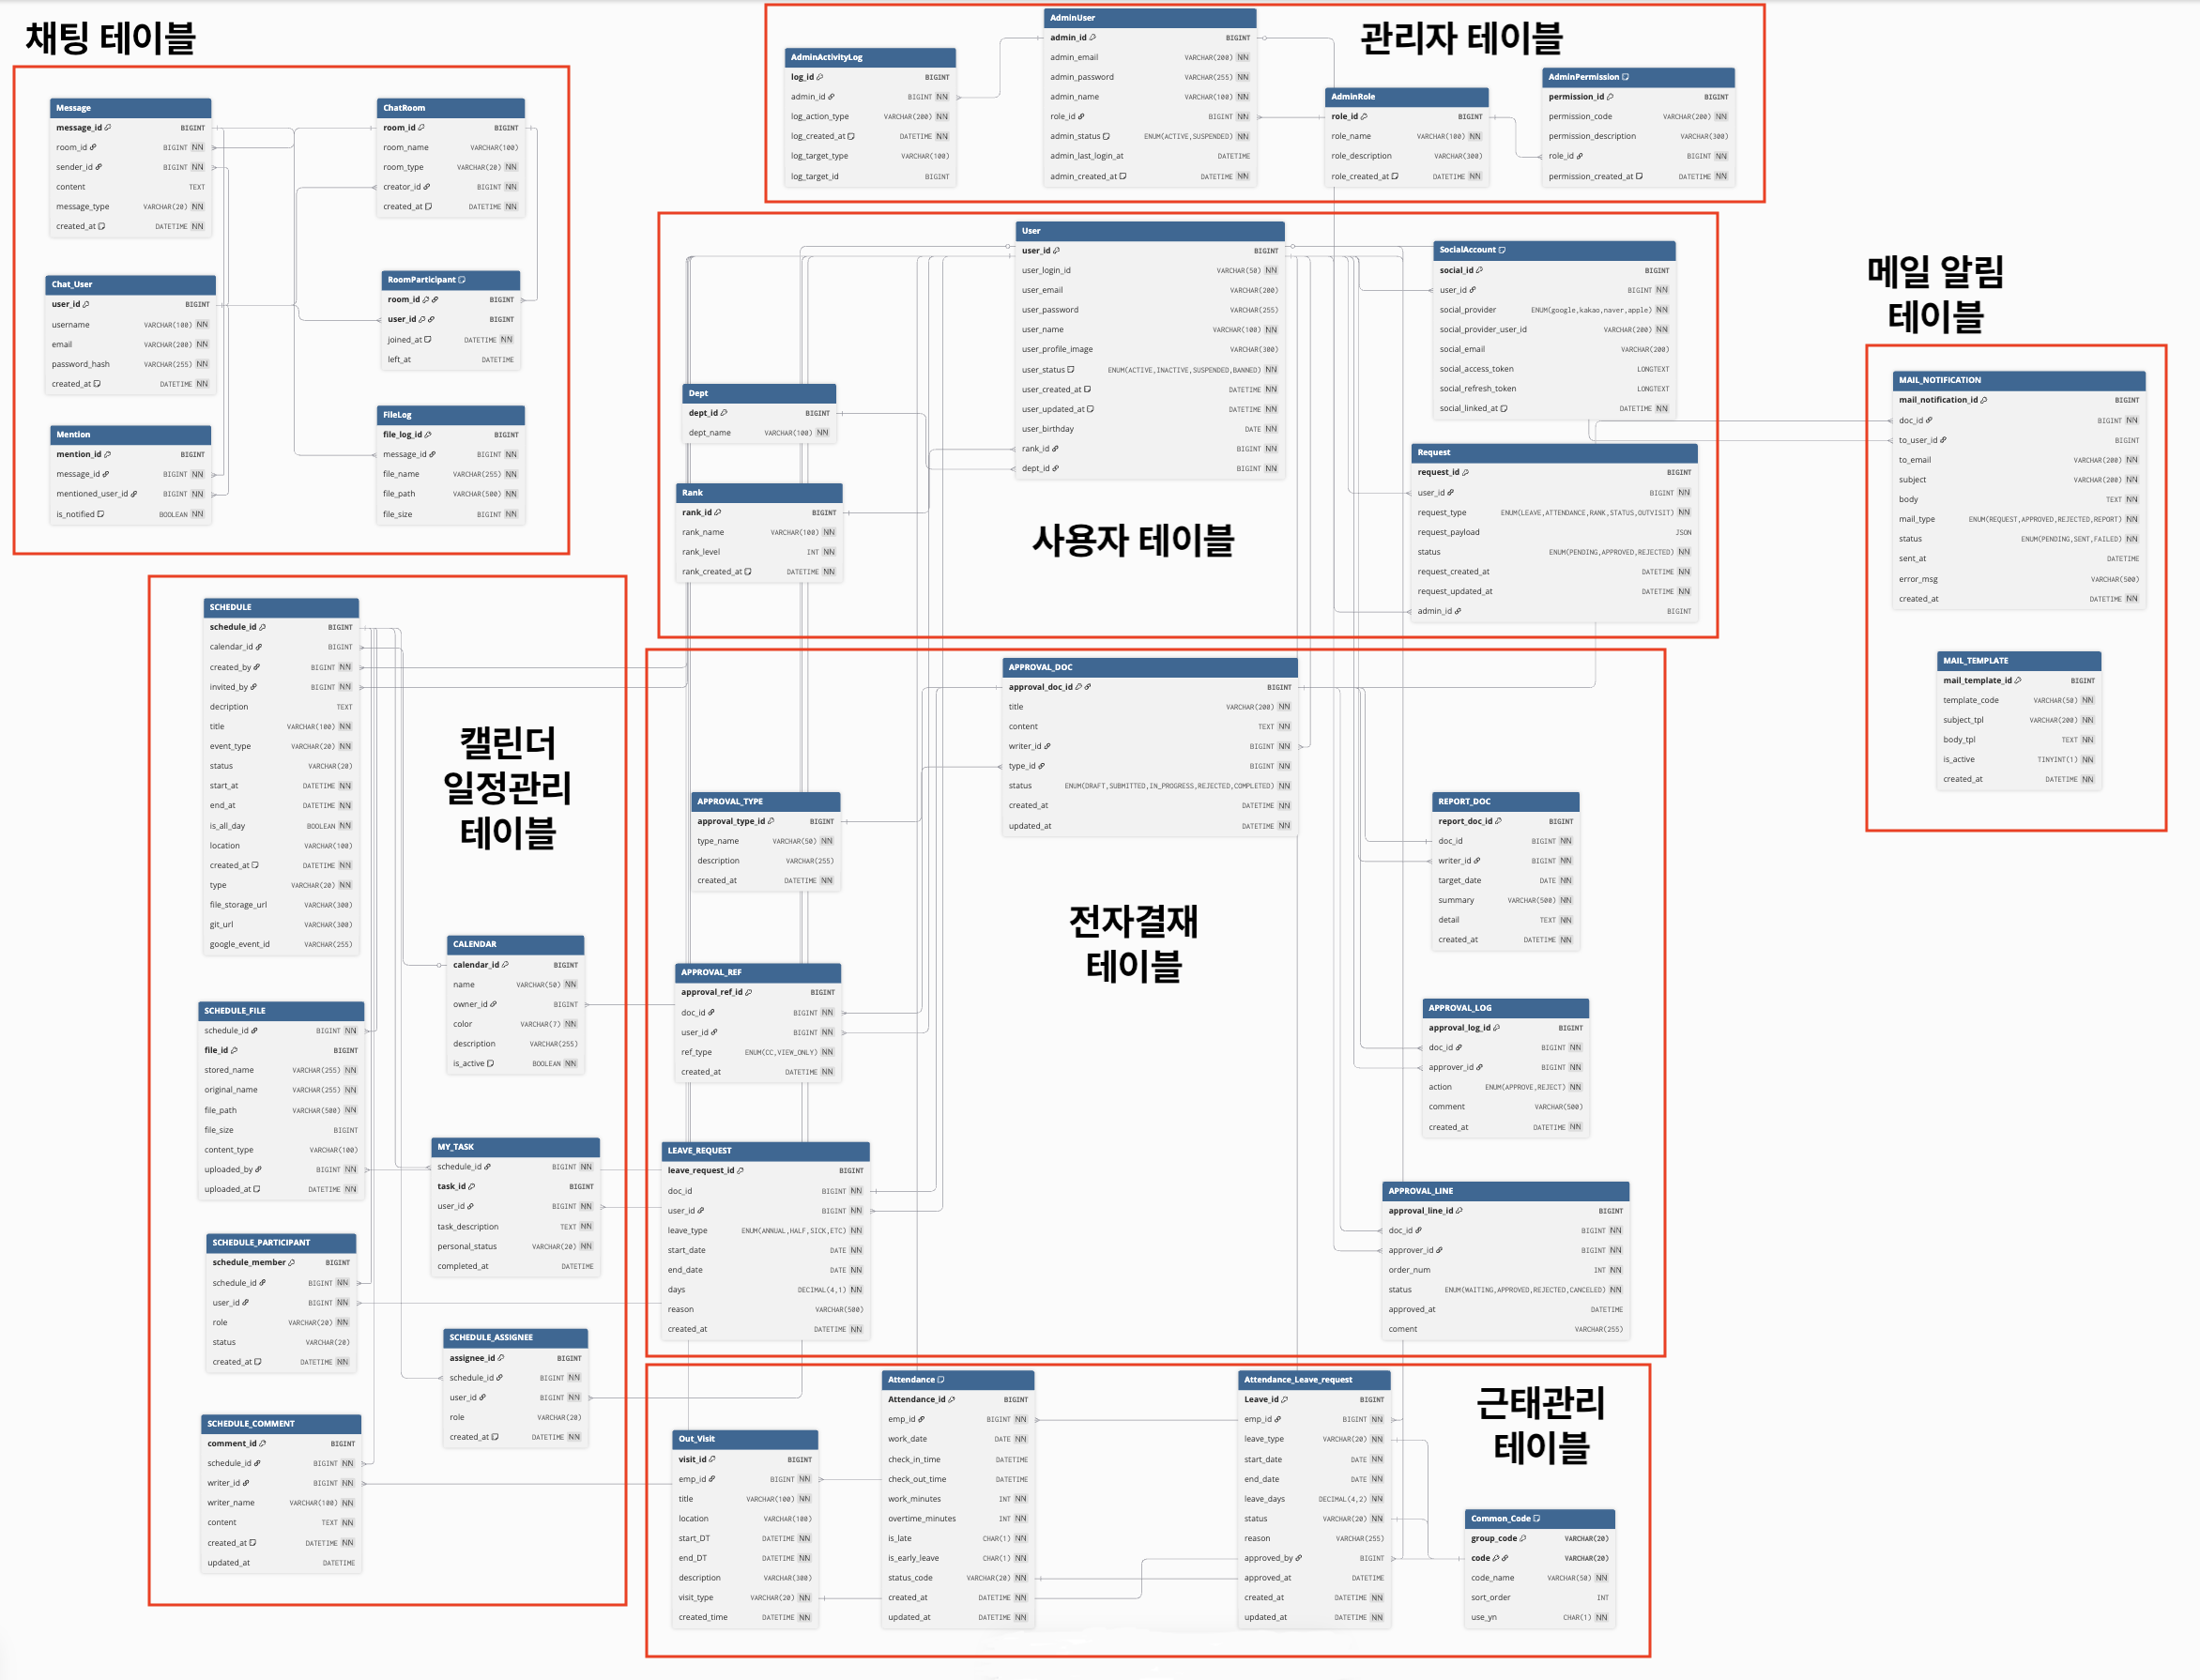 채팅 테이블
Message
message_id BIGINT
room_id BIGINT NN
sender_id BIGINT NN
content TEXT
message_type VARCHAR(20) NN
created_at DATETIME NN
ChatRoom
room_id BIGINT
room_name VARCHAR(100)
room_type VARCHAR(20) NN
creator_id BIGINT NN
created_at DATETIME NN
Chat_User
user_id BIGINT
username VARCHAR(100) NN
email VARCHAR(200) NN
password_hash VARCHAR(255) NN
created_at DATETIME NN
RoomParticipant
room_id BIGINT
user_id BIGINT
joined_at DATETIME NN
left_at DATETIME
Mention
mention_id BIGINT
message_id BIGINT NN
mentioned_user_id BIGINT NN
is_notified BOOLEAN NN
FileLog
file_log_id BIGINT
message_id BIGINT NN
file_name VARCHAR(255) NN
file_path VARCHAR(500) NN
file_size BIGINT NN
관리자 테이블
AdminActivityLog
log_id BIGINT
admin_id BIGINT NN
log_action_type VARCHAR(200) NN
log_created_at DATETIME NN
log_target_type VARCHAR(100)
log_target_id BIGINT
AdminUser
admin_id BIGINT
admin_email VARCHAR(200) NN
admin_password VARCHAR(255) NN
admin_name VARCHAR(100) NN
role_id BIGINT NN
admin_status ENUM(ACTIVE,SUSPENDED) NN
admin_last_login_at DATETIME
admin_created_at DATETIME NN
AdminRole
role_id BIGINT
role_name VARCHAR(100) NN
role_description VARCHAR(300)
role_created_at DATETIME NN
AdminPermission
permission_id BIGINT
permission_code VARCHAR(200) NN
permission_description VARCHAR(300)
role_id BIGINT NN
permission_created_at DATETIME NN
User
user_id BIGINT
user_login_id VARCHAR(50) NN
user_email VARCHAR(200)
user_password VARCHAR(255)
user_name VARCHAR(100) NN
user_profile_image VARCHAR(300)
user_status ENUM(ACTIVE,INACTIVE,SUSPENDED,BANNED) NN
user_created_at DATETIME NN
user_updated_at DATETIME NN
user_birthday DATE NN
rank_id BIGINT NN
dept_id BIGINT NN
SocialAccount
social_id BIGINT
user_id BIGINT NN
social_provider ENUM(google,kakao,naver,apple) NN
social_provider_user_id VARCHAR(200) NN
social_email VARCHAR(200)
social_access_token LONGTEXT
social_refresh_token LONGTEXT
social_linked_at DATETIME NN
Dept
dept_id BIGINT
dept_name VARCHAR(100) NN
Rank
rank_id BIGINT
rank_name VARCHAR(100) NN
rank_level INT NN
rank_created_at DATETIME NN
사용자 테이블
Request
request_id BIGINT
user_id BIGINT NN
request_type ENUM(LEAVE,ATTENDANCE,RANK,STATUS,OUTVISIT) NN
request_payload JSON
status ENUM(PENDING,APPROVED,REJECTED) NN
request_created_at DATETIME NN
request_updated_at DATETIME NN
admin_id BIGINT
메일 알림
테이블
MAIL_NOTIFICATION
mail_notification_id BIGINT
doc_id BIGINT NN
to_user_id BIGINT
to_email VARCHAR(200) NN
subject VARCHAR(200) NN
body TEXT NN
mail_type ENUM(REQUEST,APPROVED,REJECTED,REPORT) NN
status ENUM(PENDING,SENT,FAILED) NN
sent_at DATETIME
error_msg VARCHAR(500)
created_at DATETIME NN
MAIL_TEMPLATE
mail_template_id BIGINT
template_code VARCHAR(50) NN
subject_tpl VARCHAR(200) NN
body_tpl TEXT NN
is_active TINYINT(1) NN
created_at DATETIME NN
SCHEDULE
schedule_id BIGINT
calendar_id BIGINT
created_by BIGINT NN
invited_by BIGINT NN
decription TEXT
title VARCHAR(100) NN
event_type VARCHAR(20) NN
status VARCHAR(20)
start_at DATETIME NN
end_at DATETIME NN
is_all_day BOOLEAN NN
location VARCHAR(100)
created_at DATETIME NN
type VARCHAR(20) NN
file_storage_url VARCHAR(300)
git_url VARCHAR(300)
google_event_id VARCHAR(255)
캘린더
일정관리
테이블
CALENDAR
calendar_id BIGINT
name VARCHAR(50) NN
owner_id BIGINT
color VARCHAR(7) NN
description VARCHAR(255)
is_active BOOLEAN NN
SCHEDULE_FILE
schedule_id BIGINT NN
file_id BIGINT
stored_name VARCHAR(255) NN
original_name VARCHAR(255) NN
file_path VARCHAR(500) NN
file_size BIGINT
content_type VARCHAR(100)
uploaded_by BIGINT NN
uploaded_at DATETIME NN
MY_TASK
schedule_id BIGINT NN
task_id BIGINT
user_id BIGINT NN
task_description TEXT NN
personal_status VARCHAR(20) NN
completed_at DATETIME
SCHEDULE_PARTICIPANT
schedule_member BIGINT
schedule_id BIGINT NN
user_id BIGINT NN
role VARCHAR(20) NN
status VARCHAR(20)
created_at DATETIME NN
SCHEDULE_ASSIGNEE
assignee_id BIGINT
schedule_id BIGINT NN
user_id BIGINT NN
role VARCHAR(20)
created_at DATETIME NN
SCHEDULE_COMMENT
comment_id BIGINT
schedule_id BIGINT NN
writer_id BIGINT NN
writer_name VARCHAR(100) NN
content TEXT NN
created_at DATETIME NN
updated_at DATETIME
APPROVAL_DOC
approval_doc_id BIGINT
title VARCHAR(200) NN
content TEXT NN
writer_id BIGINT NN
type_id BIGINT NN
status ENUM(DRAFT,SUBMITTED,IN_PROGRESS,REJECTED,COMPLETED) NN
created_at DATETIME NN
updated_at DATETIME NN
APPROVAL_TYPE
approval_type_id BIGINT
type_name VARCHAR(50) NN
description VARCHAR(255)
created_at DATETIME NN
REPORT_DOC
report_doc_id BIGINT
doc_id BIGINT NN
writer_id BIGINT NN
target_date DATE NN
summary VARCHAR(500) NN
detail TEXT NN
created_at DATETIME NN
전자결재
테이블
APPROVAL_REF
approval_ref_id BIGINT
doc_id BIGINT NN
user_id BIGINT NN
ref_type ENUM(CC,VIEW_ONLY) NN
created_at DATETIME NN
APPROVAL_LOG
approval_log_id BIGINT
doc_id BIGINT NN
approver_id BIGINT NN
action ENUM(APPROVE,REJECT) NN
comment VARCHAR(500)
created_at DATETIME NN
LEAVE_REQUEST
leave_request_id BIGINT
doc_id BIGINT NN
user_id BIGINT NN
leave_type ENUM(ANNUAL,HALF,SICK,ETC) NN
start_date DATE NN
end_date DATE NN
days DECIMAL(4,1) NN
reason VARCHAR(500)
created_at DATETIME NN
APPROVAL_LINE
approval_line_id BIGINT
doc_id BIGINT NN
approver_id BIGINT NN
order_num INT NN
status ENUM(WAITING,APPROVED,REJECTED,CANCELED) NN
approved_at DATETIME
coment VARCHAR(255)
Out_Visit
visit_id BIGINT
emp_id BIGINT NN
title VARCHAR(100) NN
location VARCHAR(100)
start_DT DATETIME NN
end_DT DATETIME NN
description VARCHAR(300)
visit_type VARCHAR(20) NN
created_time DATETIME NN
Attendance
Attendance_id BIGINT
emp_id BIGINT NN
work_date DATE NN
check_in_time DATETIME
check_out_time DATETIME
work_minutes INT NN
overtime_minutes INT NN
is_late CHAR(1) NN
is_early_leave CHAR(1) NN
status_code VARCHAR(20) NN
created_at DATETIME NN
updated_at DATETIME NN
Attendance_Leave_request
Leave_id BIGINT
emp_id BIGINT NN
leave_type VARCHAR(20) NN
start_date DATE NN
end_date DATE NN
leave_days DECIMAL(4,2) NN
status VARCHAR(20) NN
reason VARCHAR(255)
approved_by BIGINT
approved_at DATETIME
created_at DATETIME NN
updated_at DATETIME NN
근태관리
테이블
Common_Code
group_code VARCHAR(20)
code VARCHAR(20)
code_name VARCHAR(50) NN
sort_order INT
use_yn CHAR(1) NN